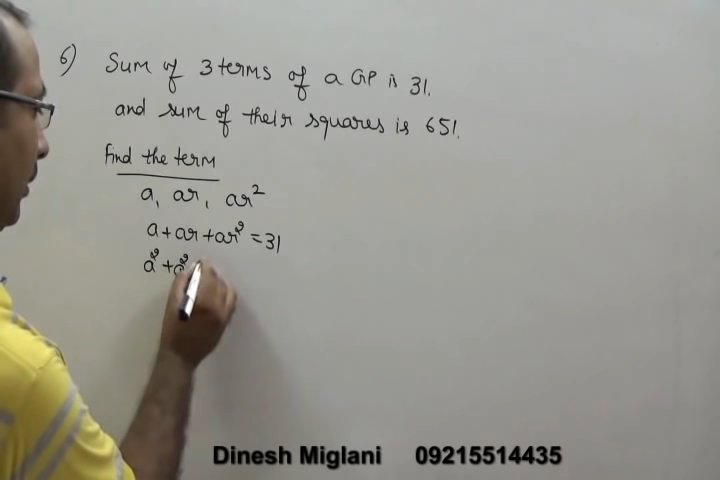 6) Sum of 3 terms of a GP is 31.
and sum of their squares is 651.
find the term
a, ar, ar²
a + ar + ar² = 31
a² + a²
Dinesh Miglani 09215514435